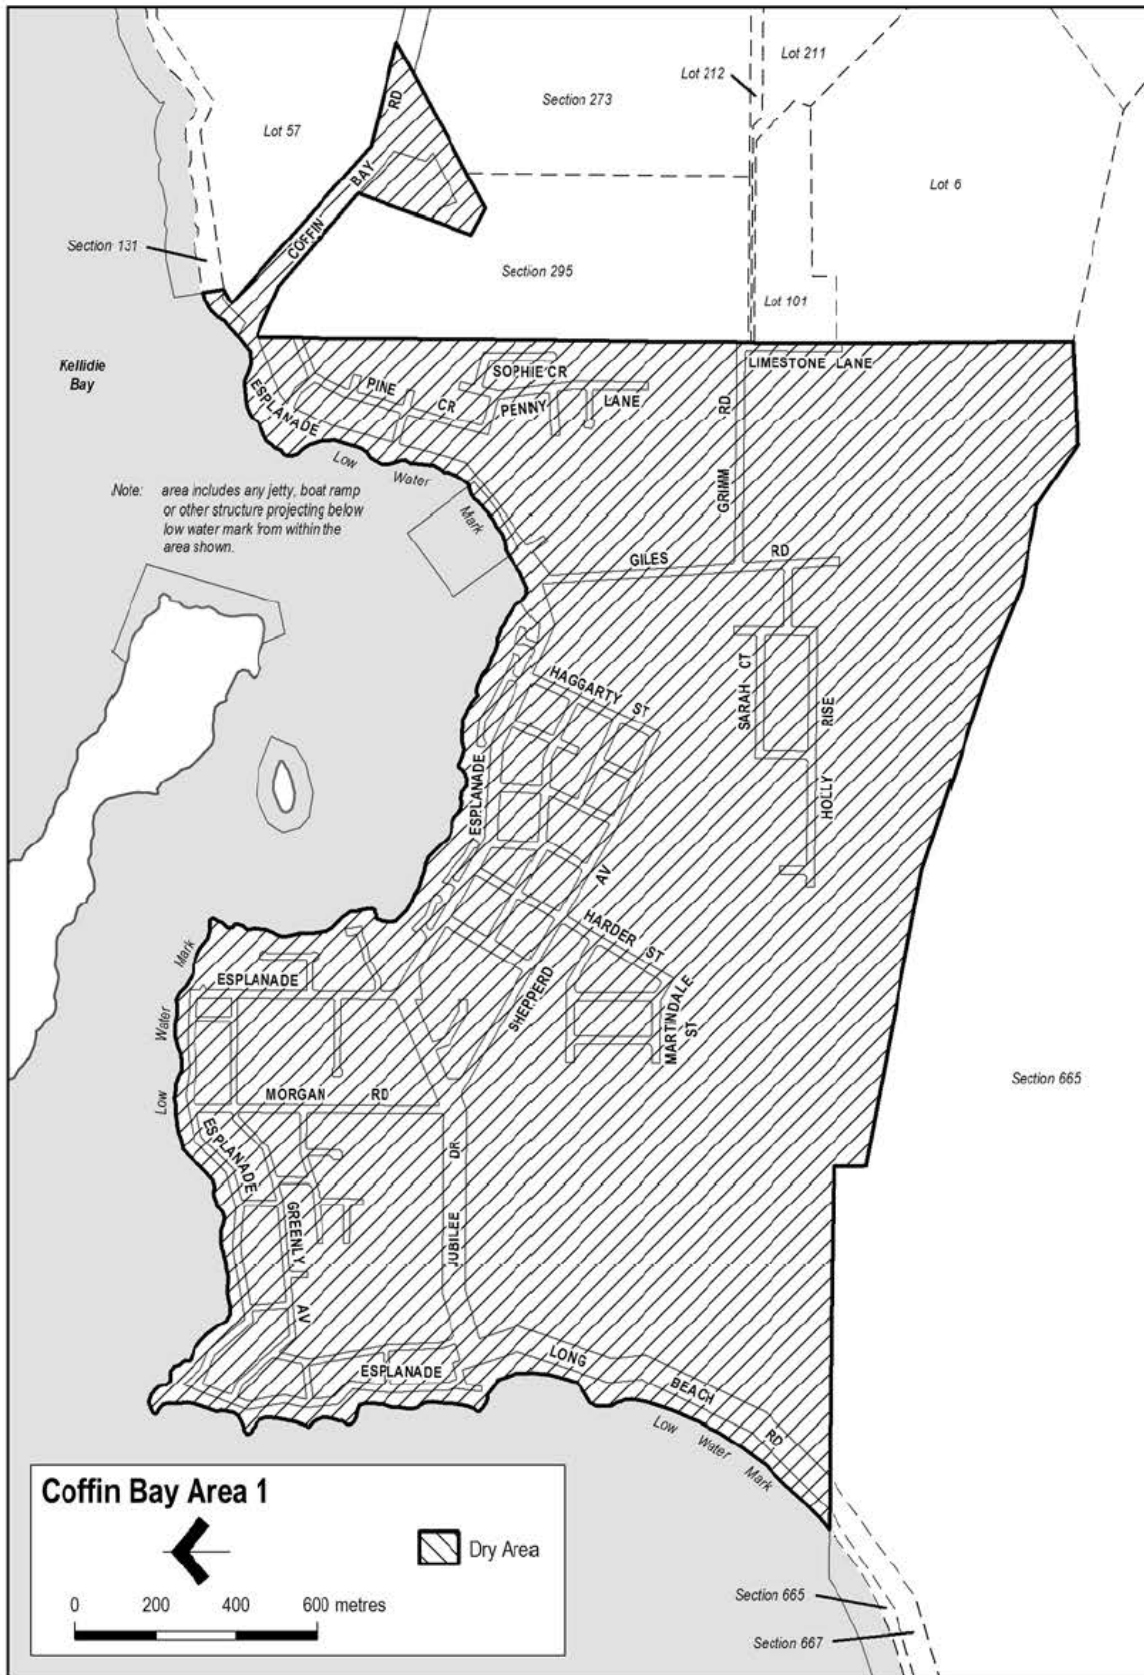 Lot 211
Lot 212
Section 273
RD
Lot 57
BAY
Lot 6
COFFIN
Section 131
Section 295
Lot 101
Kellidie
Bay
LIMESTONE LANE
SOPHIE CR
PINE
CR
PENNY
LANE
ESPLANADE
RD
GRIMM
Low
Water
Mark
Note: area includes any jetty, boat ramp
or other structure projecting below
low water mark from within the
area shown.
GILES
RD
HAGGARTY ST
SARAH CT
HOLLY
RISE
ESPLANADE
AV
SHEPPERD
HARDER ST
MARTINDALE
ST
Mark
Water
Low
ESPLANADE
MORGAN RD
ESPLANADE
Section 665
DR
JUBILEE
GREENLY
AV
ESPLANADE
LONG
BEACH
RD
Low
Water
Mark
Coffin Bay Area 1
Dry Area
0 200 400 600 metres
Section 665
Section 667